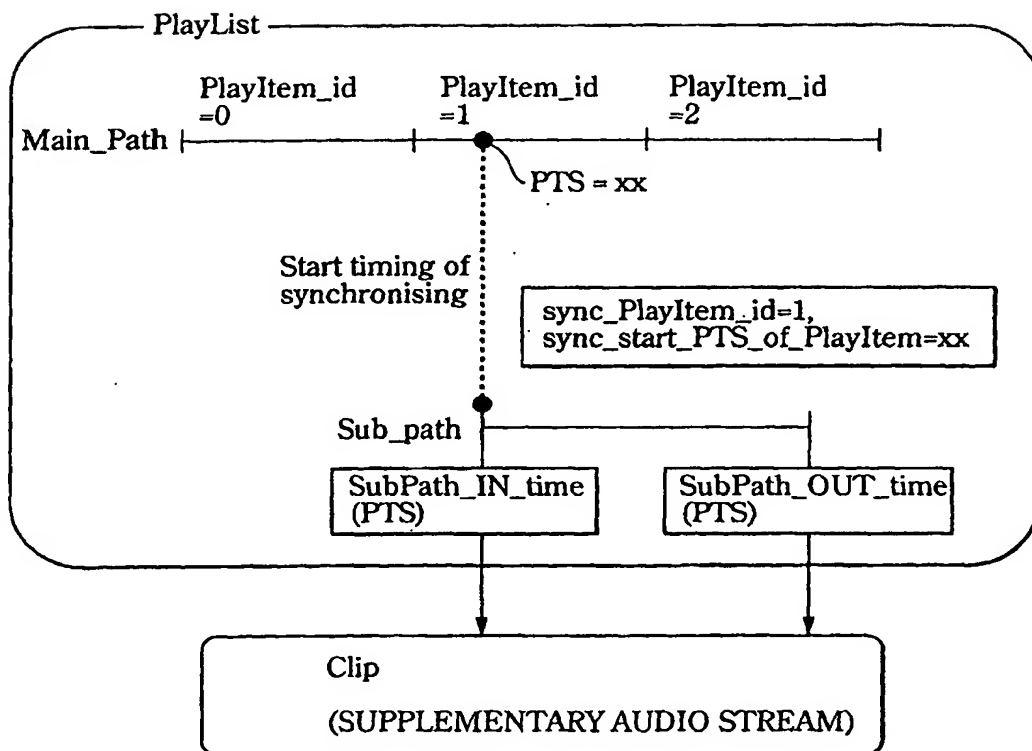 PlayList
PlayItem_id
=0
PlayItem_id
=1
PlayItem_id
=2
Main_Path
PTS = xx
Start timing of
synchronising
sync_PlayItem_id=1,
sync_start_PTS_of_PlayItem=xx
Sub_path
SubPath_IN_time
(PTS)
SubPath_OUT_time
(PTS)
Clip
(SUPPLEMENTARY AUDIO STREAM)